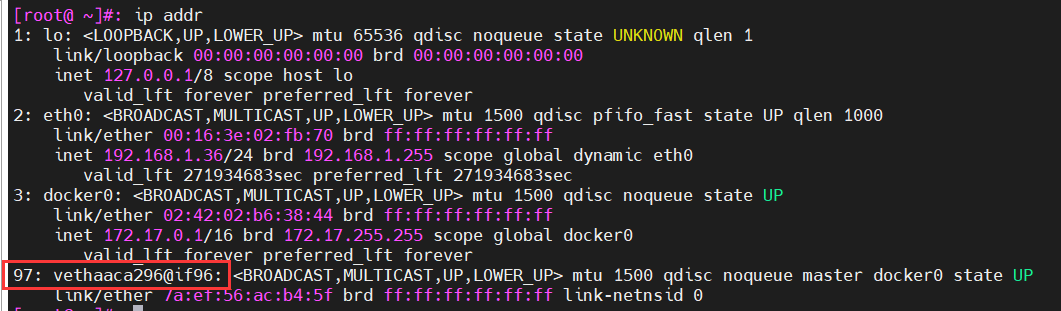 [root@ ~]#: ip addr
1: lo: <LOOPBACK,UP,LOWER_UP> mtu 65536 qdisc noqueue state UNKNOWN qlen 1
    link/loopback 00:00:00:00:00:00 brd 00:00:00:00:00:00
    inet 127.0.0.1/8 scope host lo
       valid_lft forever preferred_lft forever
2: eth0: <BROADCAST,MULTICAST,UP,LOWER_UP> mtu 1500 qdisc pfifo_fast state UP qlen 1000
    link/ether 00:16:3e:02:fb:70 brd ff:ff:ff:ff:ff:ff
    inet 192.168.1.36/24 brd 192.168.1.255 scope global dynamic eth0
       valid_lft 271934683sec preferred_lft 271934683sec
3: docker0: <BROADCAST,MULTICAST,UP,LOWER_UP> mtu 1500 qdisc noqueue state UP
    link/ether 02:42:02:b6:38:44 brd ff:ff:ff:ff:ff:ff
    inet 172.17.0.1/16 brd 172.17.255.255 scope global docker0
       valid_lft forever preferred_lft forever
97: vethaaca296@if96: <BROADCAST,MULTICAST,UP,LOWER_UP> mtu 1500 qdisc noqueue master docker0 state UP
    link/ether 7a:ef:56:ac:b4:5f brd ff:ff:ff:ff:ff:ff link-netnsid 0